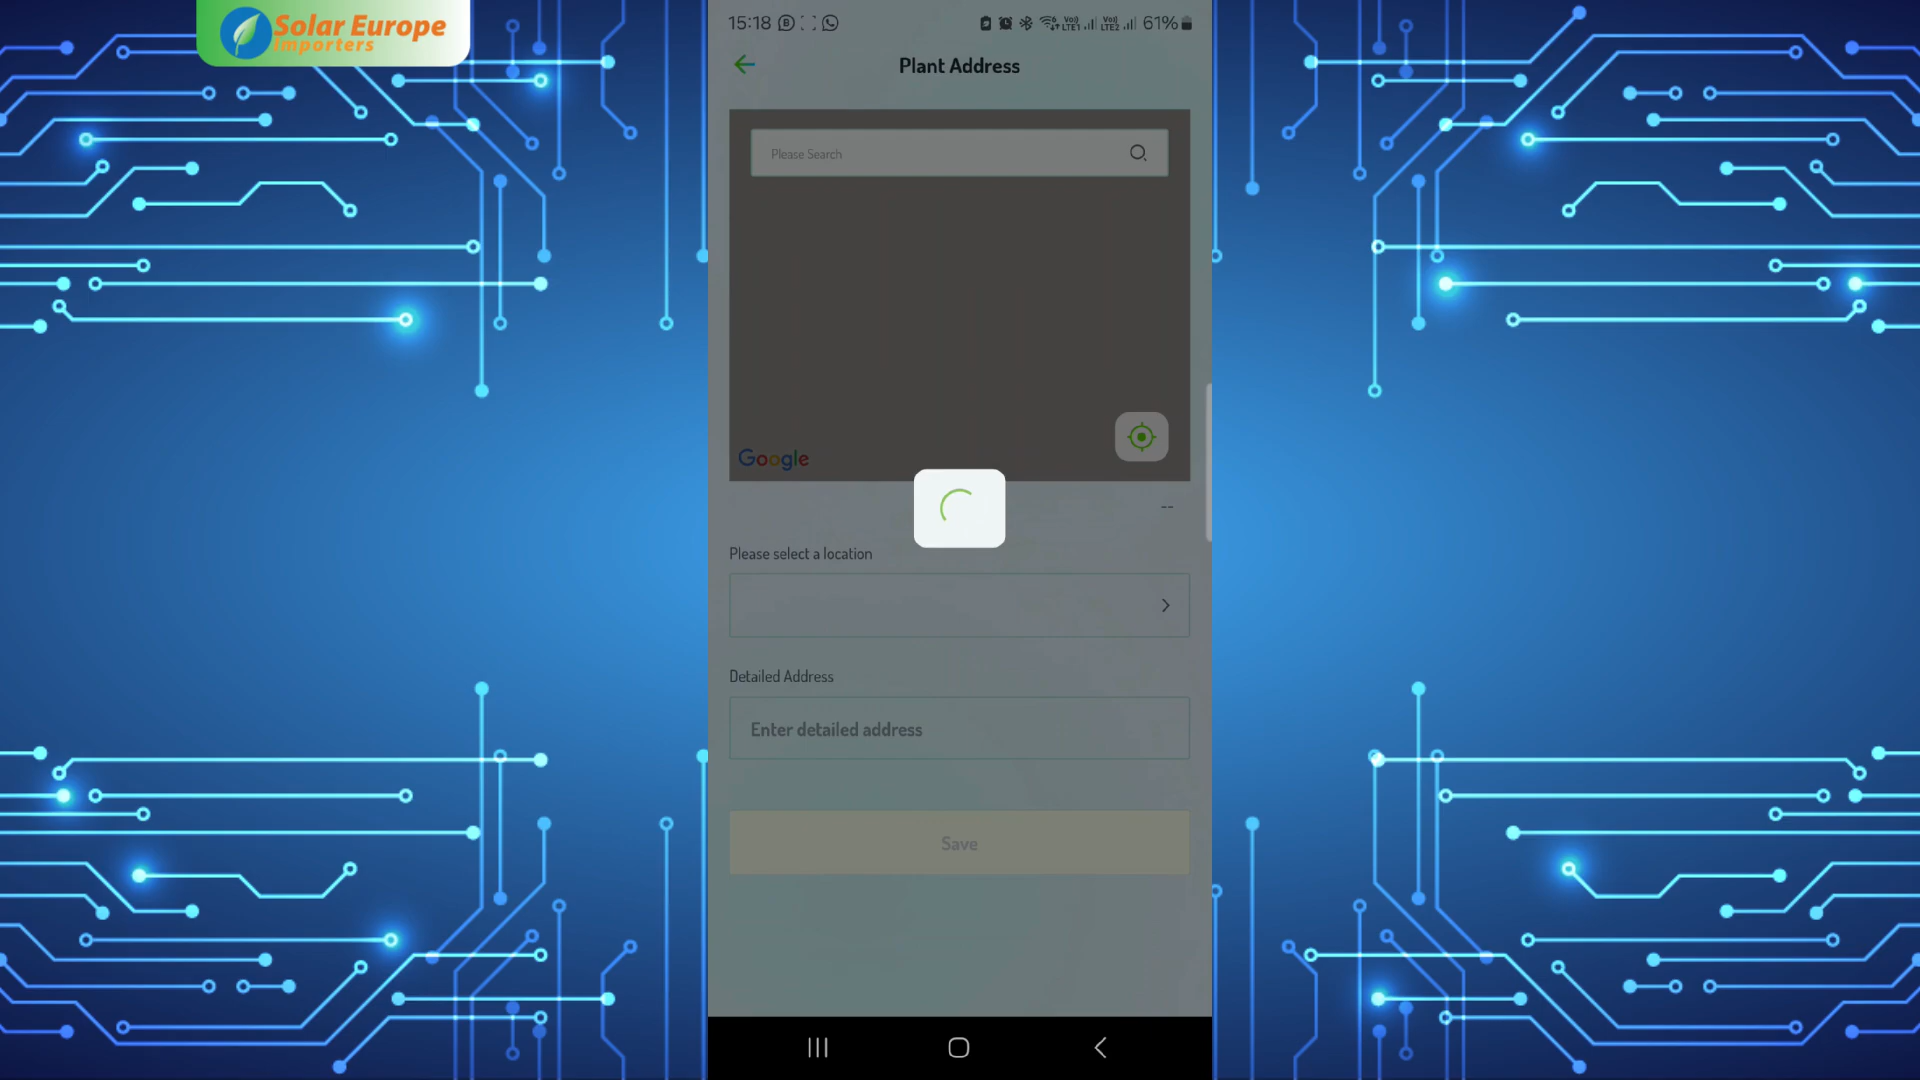 Solar Europe
Importers
15:18
61%
Plant Address
Please Search
Google
--
Please select a location
Detailed Address
Enter detailed address
Save